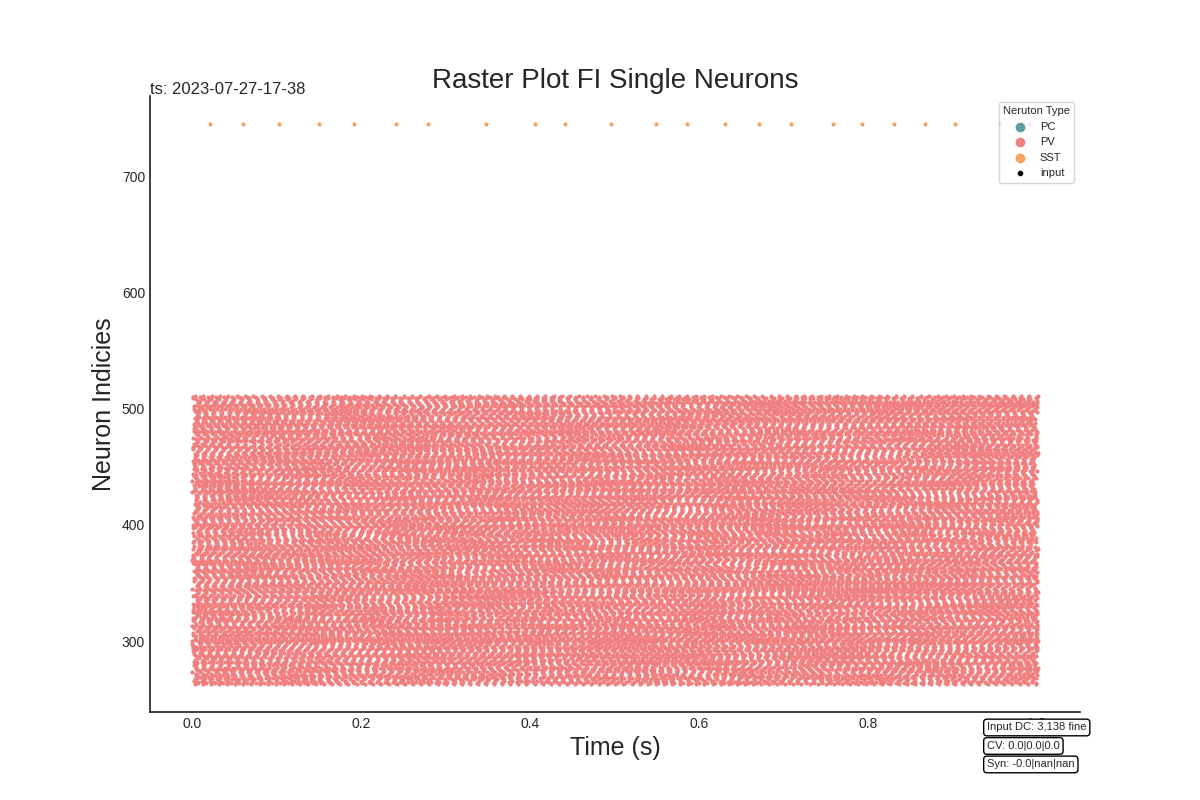 Raster Plot FI Single Neurons
ts: 2023-07-27-17-38
Neruton Type
PC
PV
SST
input
700
600
500
400
300
Neuron Indicies
0.0 0.2 0.4 0.6 0.8
Time (s)
Input DC: 3,138 fine
CV: 0.0|0.0|0.0
Syn: -0.0|nan|nan